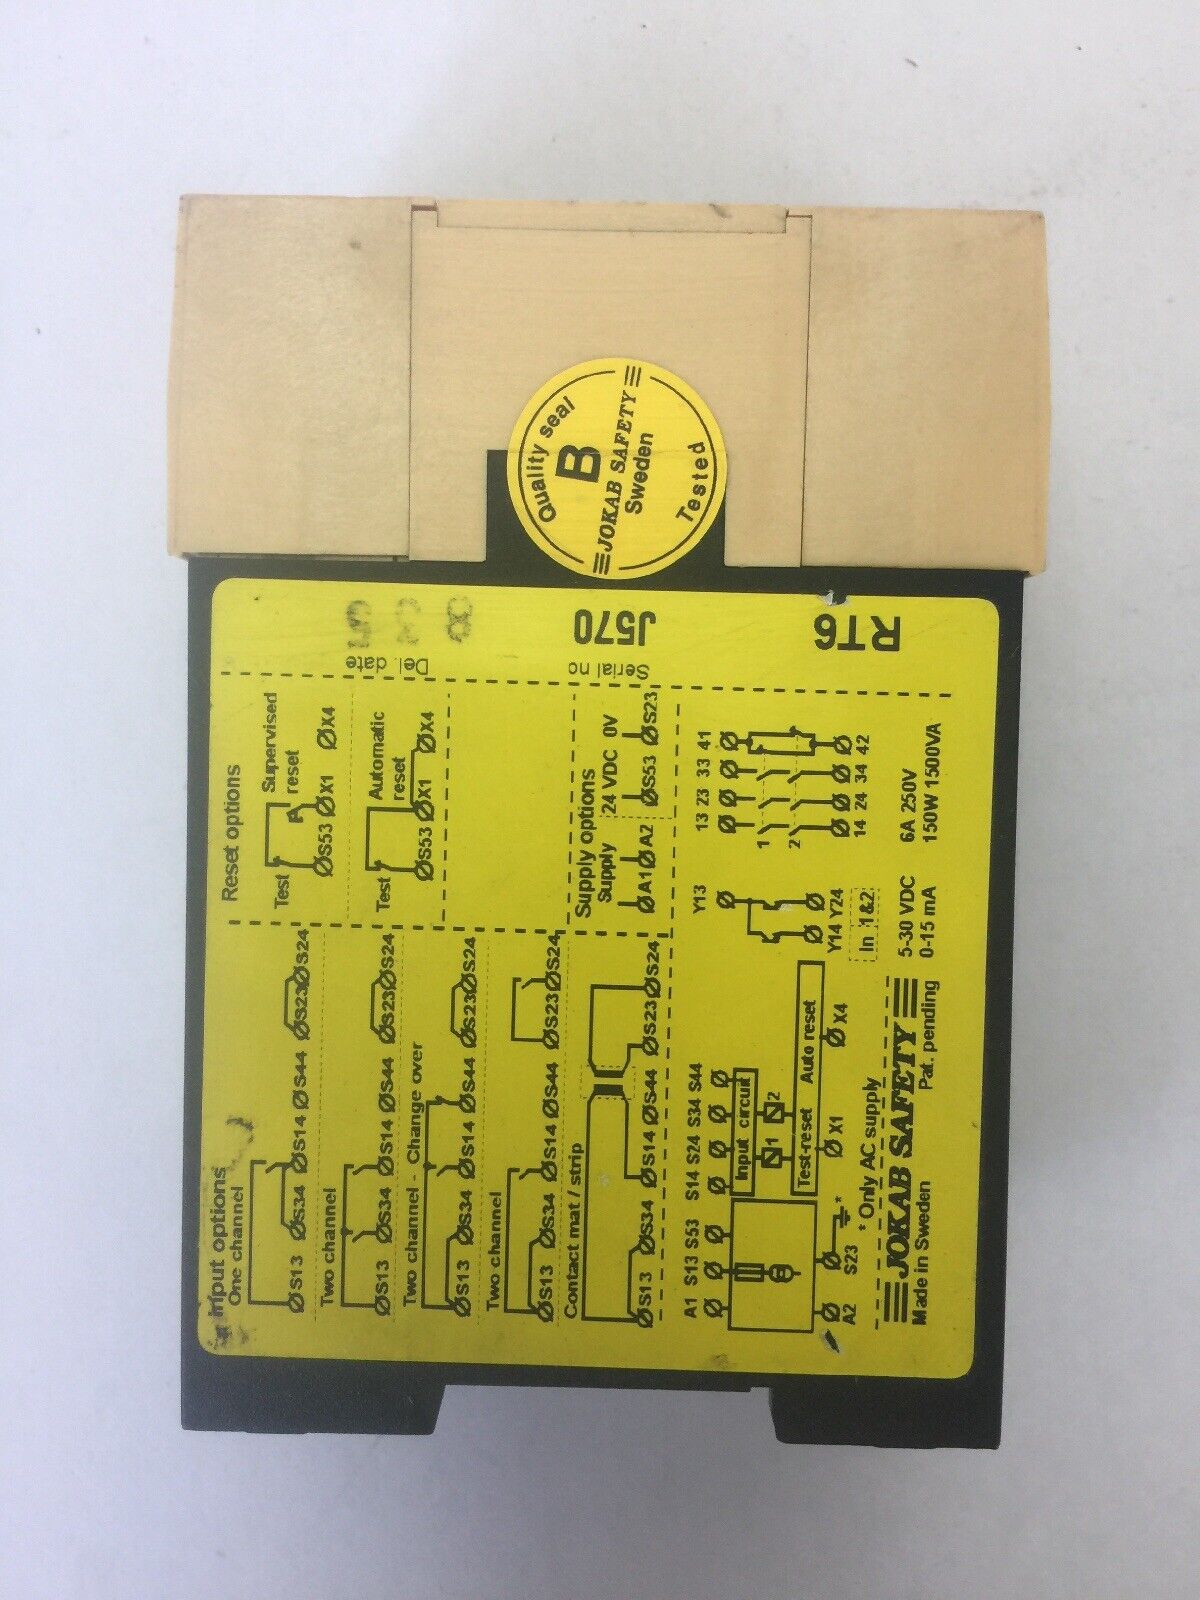 Quality seal
B
JOKAB SAFETY
Sweden
Tested
RT6
Serial no
J570
Del. date
Input options
One channel
S13 S34 S14 S44 S23 S24
Two channel
S13 S34 S14 S44 S23 S24
Two channel - Change over
S13 S34 S14 S44 S23 S24
Two channel
S13 S34 S14 S44 S23 S24
Contact mat / strip
S13 S34 S14 S44 S23 S24
Reset options
Test Supervised
reset
S53 X1 X4
Test Automatic
reset
S53 X1 X4
Supply options
Supply 24 VDC 0V
A1 A2 S53 S23
A1 S13 S53 S14 S24 S34 S44
Input circuit
1 2
Test-reset Auto reset
A2 S23 * X1 X4
* Only AC supply
Y13
Y14 Y24
In 1&2
13 23 33 41
1
2
14 24 34 42
5-30 VDC
0-15 mA
6A 250V
150W 1500VA
JOKAB SAFETY
Made in Sweden
Pat. pending